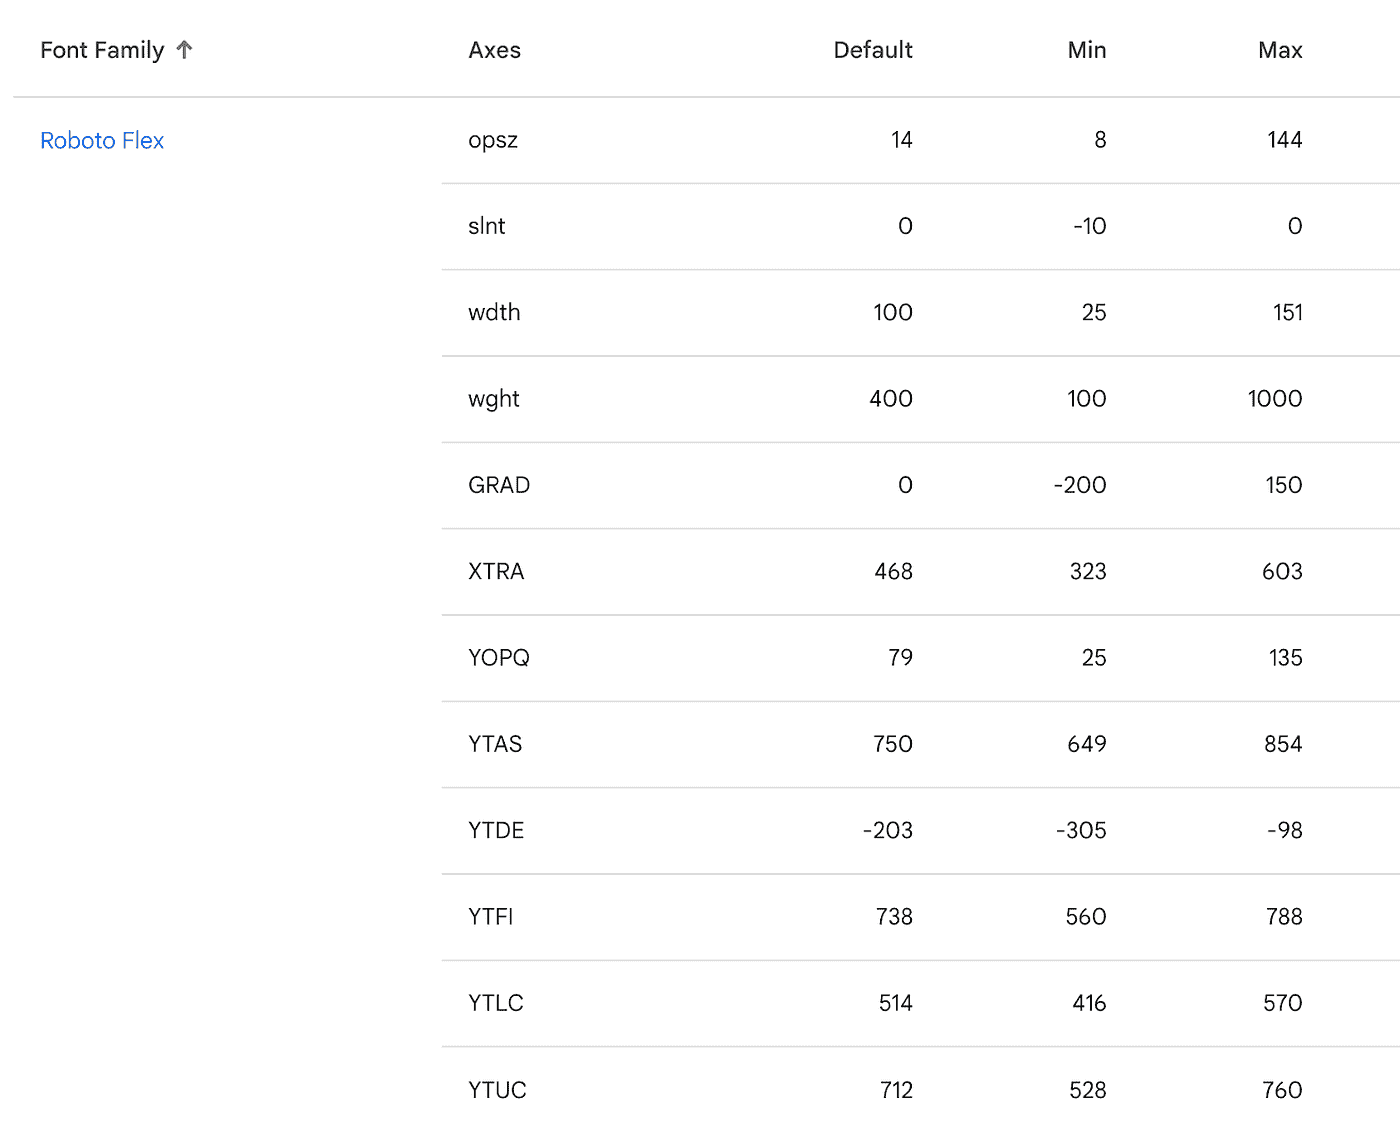 Font Family ↑ Axes Default Min Max
Roboto Flex opsz 14 8 144
slnt 0 -10 0
wdth 100 25 151
wght 400 100 1000
GRAD 0 -200 150
XTRA 468 323 603
YOPQ 79 25 135
YTAS 750 649 854
YTDE -203 -305 -98
YTFI 738 560 788
YTLC 514 416 570
YTUC 712 528 760